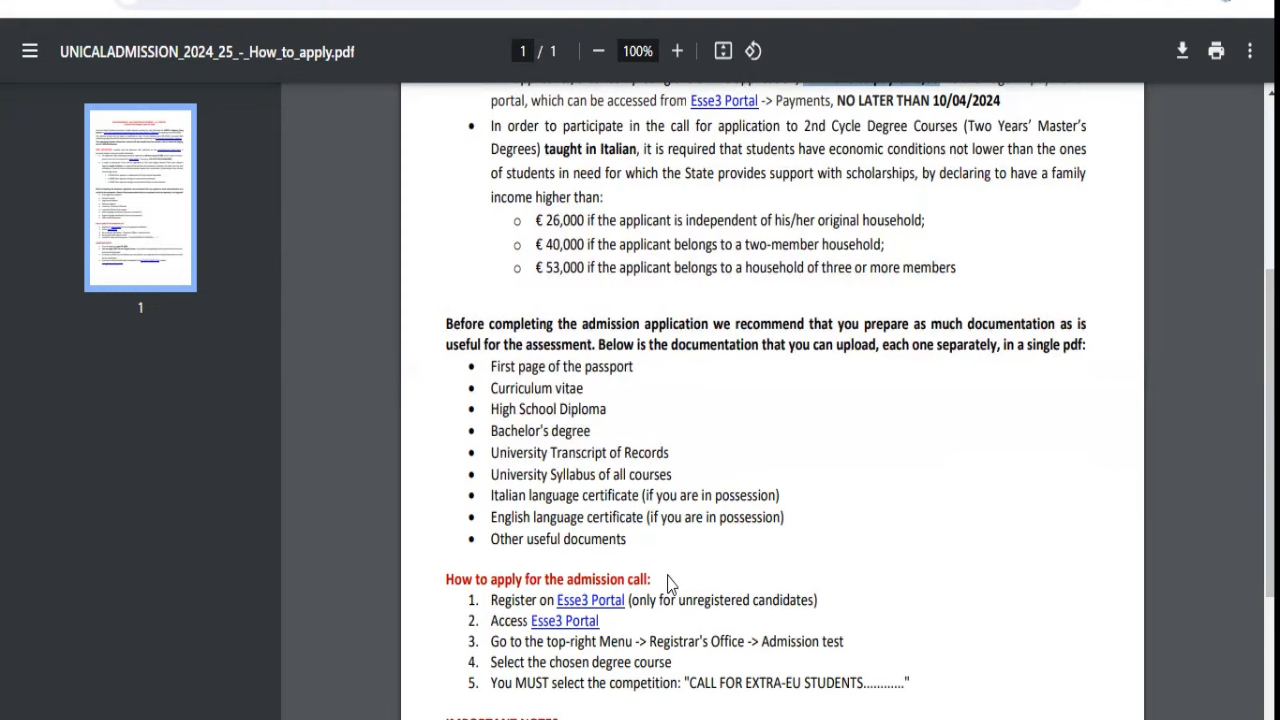 UNICALADMISSION_2024_25_-_How_to_apply.pdf
1 / 1
100%
1
portal, which can be accessed from Esse3 Portal -> Payments, NO LATER THAN 10/04/2024
• In order to participate in the call for application to 2nd cycle Degree Courses (Two Years' Master's
Degree in Italian, it is required that students have economic conditions not lower than the ones
of students in need for which the State provides support with scholarships, by declaring to have a family
income higher than:
o € 26,000 if the applicant is independent of his/her original household;
o € 40,000 if the applicant belongs to two-member household;
o € 53,000 if the applicant belongs to a household of three or more members
Before completing the admission application we recommend that you prepare as much documentation as is
useful for the assessment. Below is the documentation that you can upload, each one separately, in a single pdf:
• First page of the passport
• Curriculum vitae
• High School Diploma
• Bachelor's degree
• University Transcript of Records
• University Syllabus of all courses
• Italian language certificate (if you are in possession)
• English language certificate (if you are in possession)
• Other useful documents
How to apply for the admission call:
1. Register on Esse3 Portal (only for unregistered candidates)
2. Access Esse3 Portal
3. Go to the top-right Menu -> Registrar's Office -> Admission test
4. Select the chosen degree course
5. You MUST select the competition: "CALL FOR EXTRA-EU STUDENTS............"
IMPORTANT NOTES